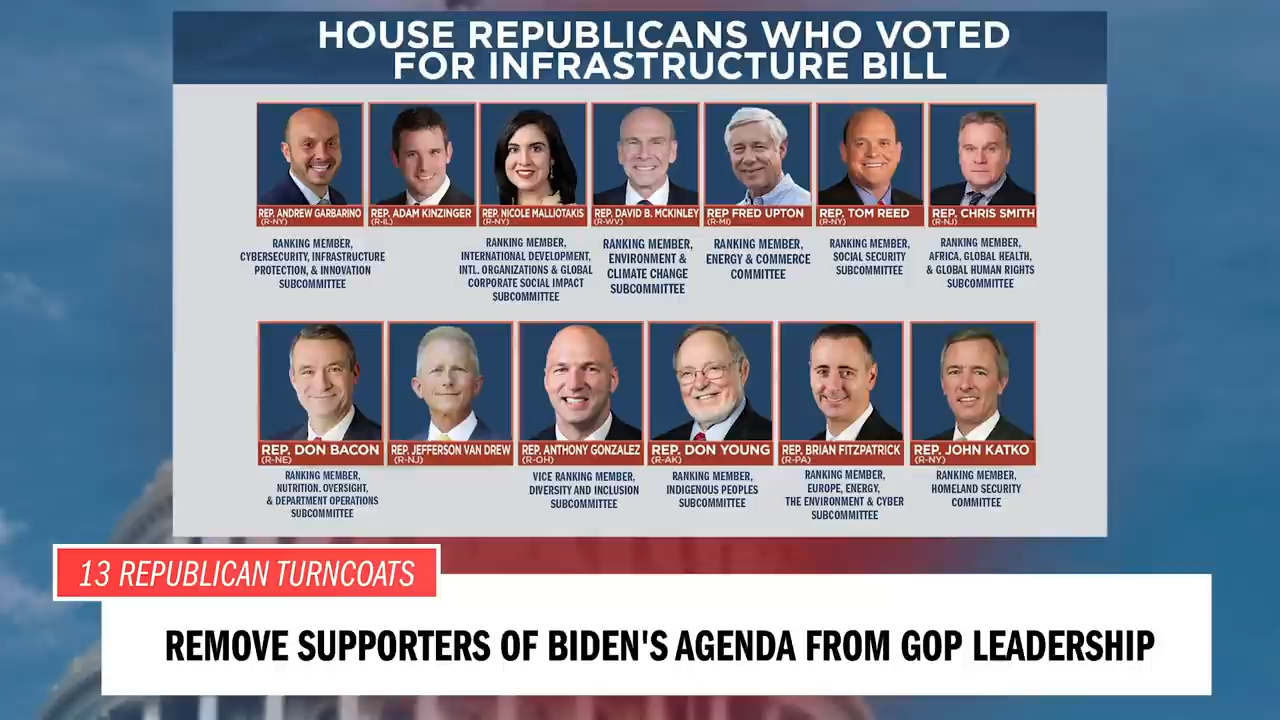 HOUSE REPUBLICANS WHO VOTED
FOR INFRASTRUCTURE BILL
REP. ANDREW GARBARINO
(R-NY)
RANKING MEMBER,
CYBERSECURITY, INFRASTRUCTURE
PROTECTION, & INNOVATION
SUBCOMMITTEE
REP. ADAM KINZINGER
(R-IL)
REP. NICOLE MALLIOTAKIS
(R-NY)
RANKING MEMBER,
INTERNATIONAL DEVELOPMENT,
INTL. ORGANIZATIONS & GLOBAL
CORPORATE SOCIAL IMPACT
SUBCOMMITTEE
REP. DAVID B. MCKINLEY
(R-WV)
RANKING MEMBER,
ENVIRONMENT &
CLIMATE CHANGE
SUBCOMMITTEE
REP FRED UPTON
(R-MI)
RANKING MEMBER,
ENERGY & COMMERCE
COMMITTEE
REP. TOM REED
(R-NY)
RANKING MEMBER,
SOCIAL SECURITY
SUBCOMMITTEE
REP. CHRIS SMITH
(R-NJ)
RANKING MEMBER,
AFRICA, GLOBAL HEALTH,
& GLOBAL HUMAN RIGHTS
SUBCOMMITTEE
REP. DON BACON
(R-NE)
RANKING MEMBER,
NUTRITION, OVERSIGHT,
& DEPARTMENT OPERATIONS
SUBCOMMITTEE
REP. JEFFERSON VAN DREW
(R-NJ)
REP. ANTHONY GONZALEZ
(R-OH)
VICE RANKING MEMBER,
DIVERSITY AND INCLUSION
SUBCOMMITTEE
REP. DON YOUNG
(R-AK)
RANKING MEMBER,
INDIGENOUS PEOPLES
SUBCOMMITTEE
REP. BRIAN FITZPATRICK
(R-PA)
RANKING MEMBER,
EUROPE, ENERGY,
THE ENVIRONMENT & CYBER
SUBCOMMITTEE
REP. JOHN KATKO
(R-NY)
RANKING MEMBER,
HOMELAND SECURITY
COMMITTEE
13 REPUBLICAN TURNCOATS
REMOVE SUPPORTERS OF BIDEN'S AGENDA FROM GOP LEADERSHIP